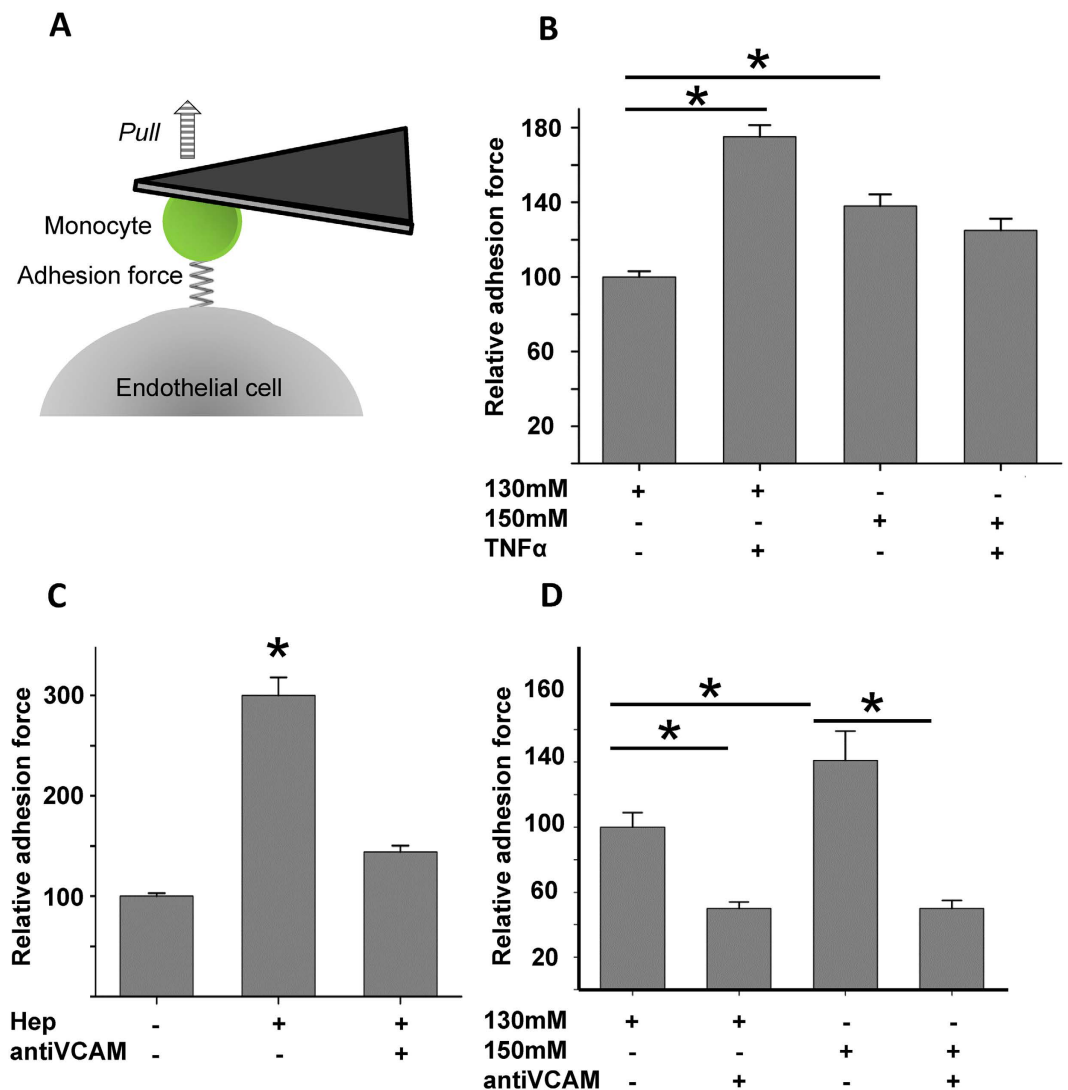 A
Pull
Monocyte
Adhesion force
Endothelial cell
B
*
*
Relative adhesion force
180
140
100
60
20
130mM + + - -
150mM - - + +
TNFα - + - +
C
*
Relative adhesion force
300
200
100
Hep - + +
antiVCAM - - +
D
*
*
*
Relative adhesion force
160
140
100
60
20
130mM + + - -
150mM - - + +
antiVCAM - + - +